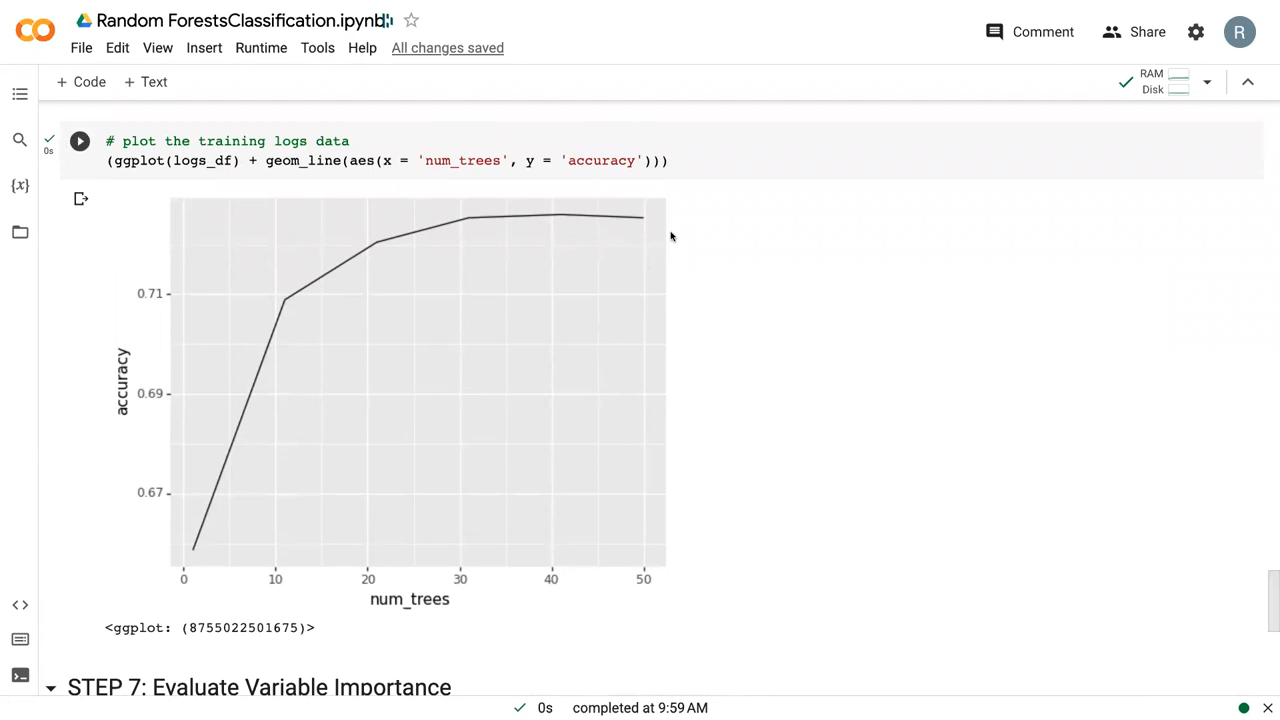 Random ForestsClassification.ipynb
File Edit View Insert Runtime Tools Help All changes saved
Comment Share R
+ Code + Text
RAM
Disk
0s
# plot the training logs data
(ggplot(logs_df) + geom_line(aes(x = 'num_trees', y = 'accuracy')))
{x}
0.71
0.69
0.67
accuracy
0 10 20 30 40 50
num_trees
<ggplot: (8755022501675)>
STEP 7: Evaluate Variable Importance
0s completed at 9:59 AM